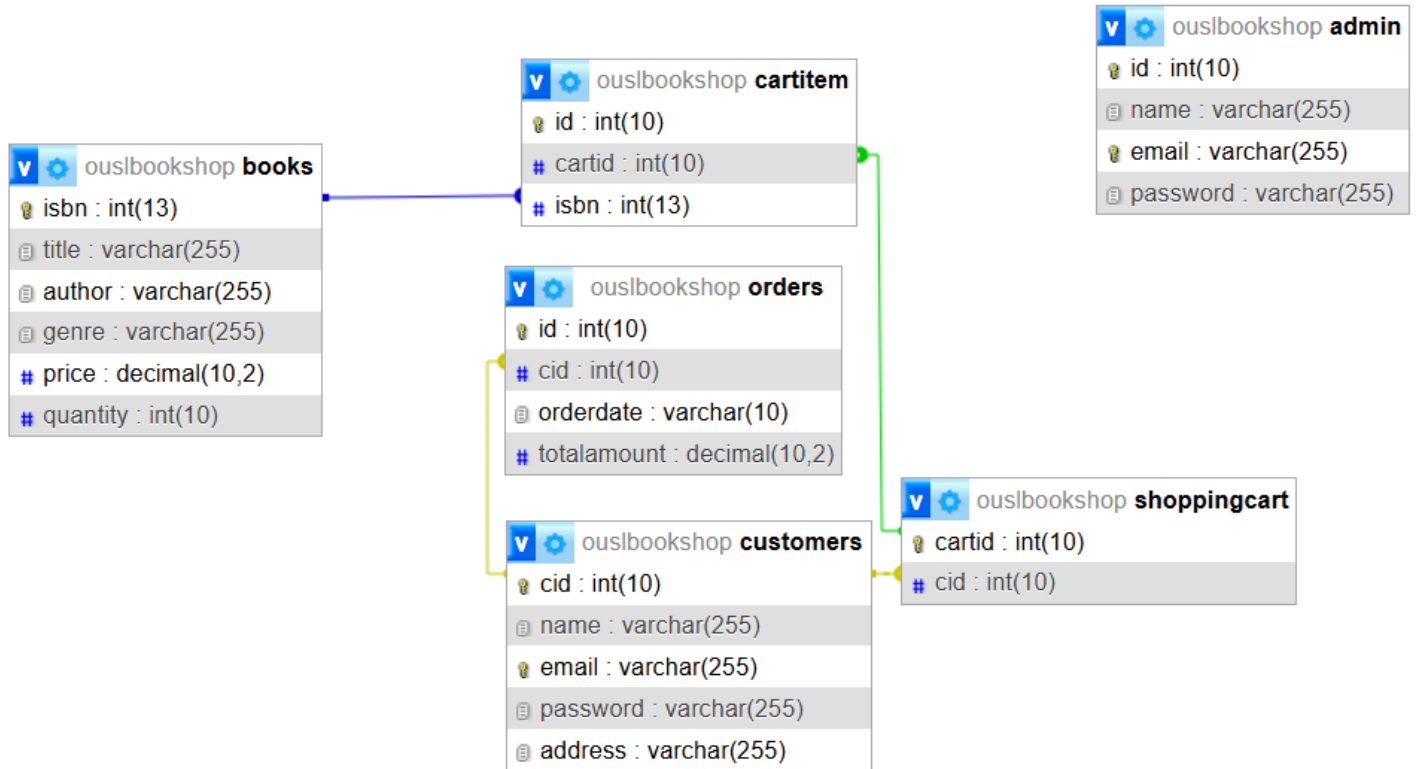 v ouslbookshop admin
id : int(10)
name : varchar(255)
email : varchar(255)
password : varchar(255)
v ouslbookshop cartitem
id : int(10)
# cartid : int(10)
# isbn : int(13)
v ouslbookshop books
isbn : int(13)
title : varchar(255)
author : varchar(255)
genre : varchar(255)
# price : decimal(10,2)
# quantity : int(10)
v ouslbookshop orders
id : int(10)
# cid : int(10)
orderdate : varchar(10)
# totalamount : decimal(10,2)
v ouslbookshop customers
cid : int(10)
name : varchar(255)
email : varchar(255)
password : varchar(255)
address : varchar(255)
v ouslbookshop shoppingcart
cartid : int(10)
# cid : int(10)